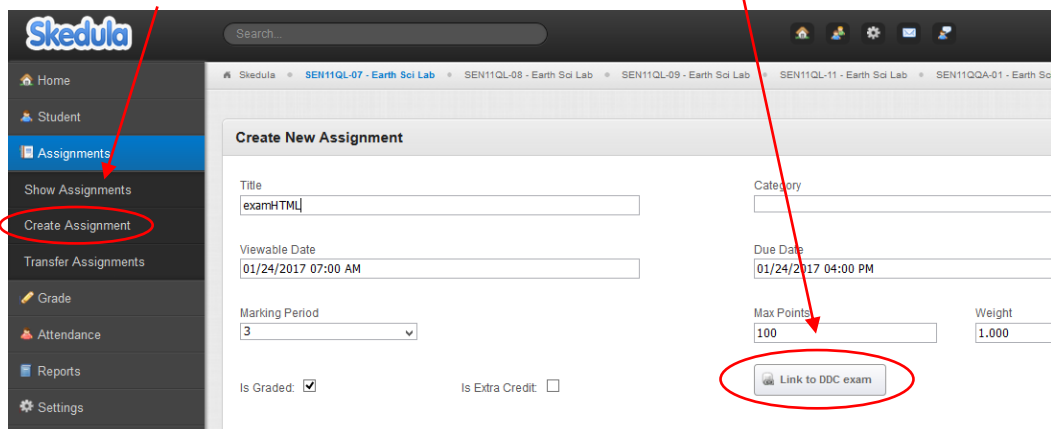 Skedula
Search...
Home
Student
Assignments
Show Assignments
Create Assignment
Transfer Assignments
Grade
Attendance
Reports
Settings
Skedula SEN11QL-07 - Earth Sci Lab SEN11QL-08 - Earth Sci Lab SEN11QL-09 - Earth Sci Lab SEN11QL-11 - Earth Sci Lab SEN11QQA-01 - Earth Sc
Create New Assignment
Title Category
examHTML
Viewable Date Due Date
01/24/2017 07:00 AM 01/24/2017 04:00 PM
Marking Period Max Points Weight
3 100 1.000
Is Graded: Is Extra Credit: Link to DDC exam